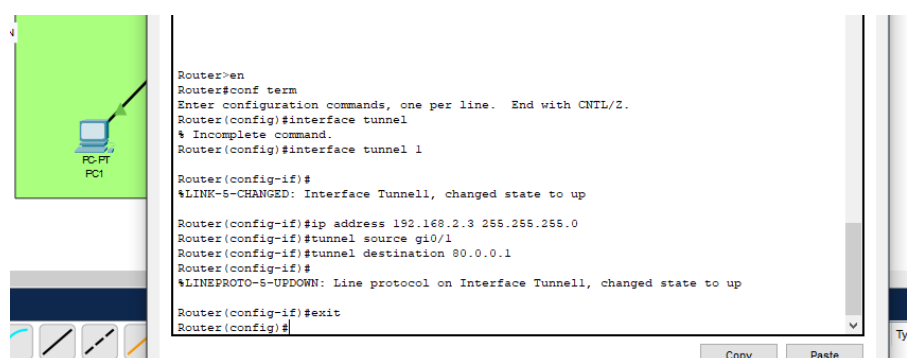 N
PC-PT
PC1
Router>en
Router#conf term
Enter configuration commands, one per line.  End with CNTL/Z.
Router(config)#interface tunnel
% Incomplete command.
Router(config)#interface tunnel 1
Router(config-if)#
%LINK-5-CHANGED: Interface Tunnel1, changed state to up
Router(config-if)#ip address 192.168.2.3 255.255.255.0
Router(config-if)#tunnel source gi0/1
Router(config-if)#tunnel destination 80.0.0.1
Router(config-if)#
%LINEPROTO-5-UPDOWN: Line protocol on Interface Tunnel1, changed state to up
Router(config-if)#exit
Router(config)#
Copy
Paste
Ty